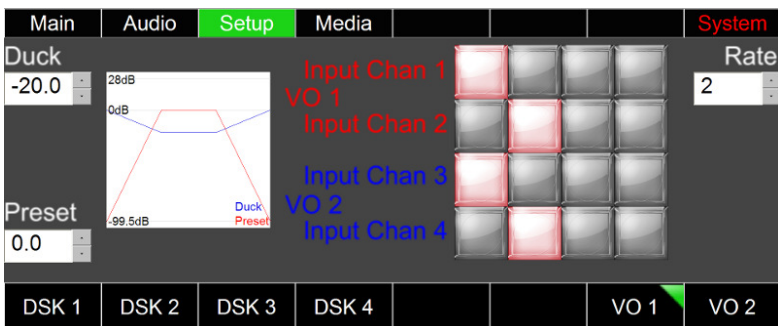 Main Audio Setup Media System
Duck
-20.0
28dB
0dB
-99.5dB
Duck
Preset
Preset
0.0
Input Chan 1
VO 1
Input Chan 2
Input Chan 3
VO 2
Input Chan 4
Rate
2
DSK 1 DSK 2 DSK 3 DSK 4 VO 1 VO 2